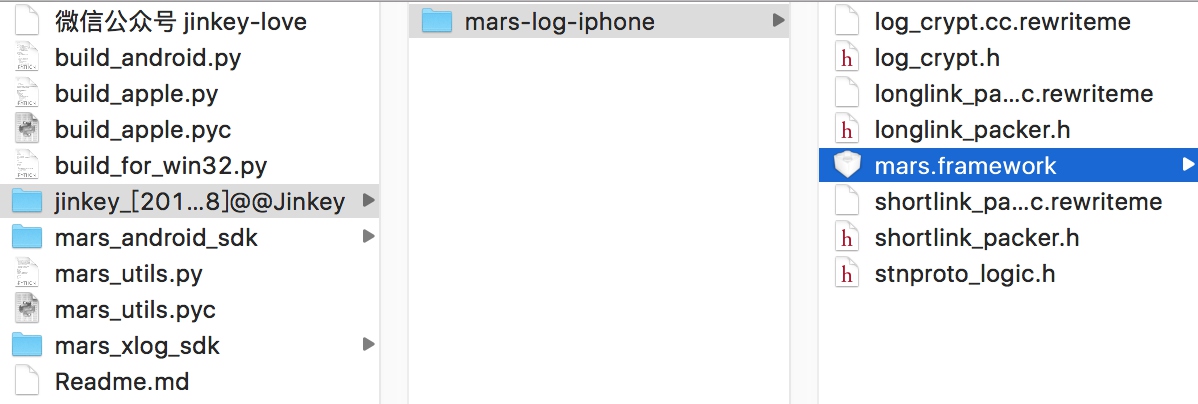 微信公众号 jinkey-love
build_android.py
build_apple.py
build_apple.pyc
build_for_win32.py
jinkey_[201...8]@@Jinkey
mars_android_sdk
mars_utils.py
mars_utils.pyc
mars_xlog_sdk
Readme.md
mars-log-iphone
log_crypt.cc.rewriteme
log_crypt.h
longlink_pa...c.rewriteme
longlink_packer.h
mars.framework
shortlink_pa...c.rewriteme
shortlink_packer.h
stnproto_logic.h